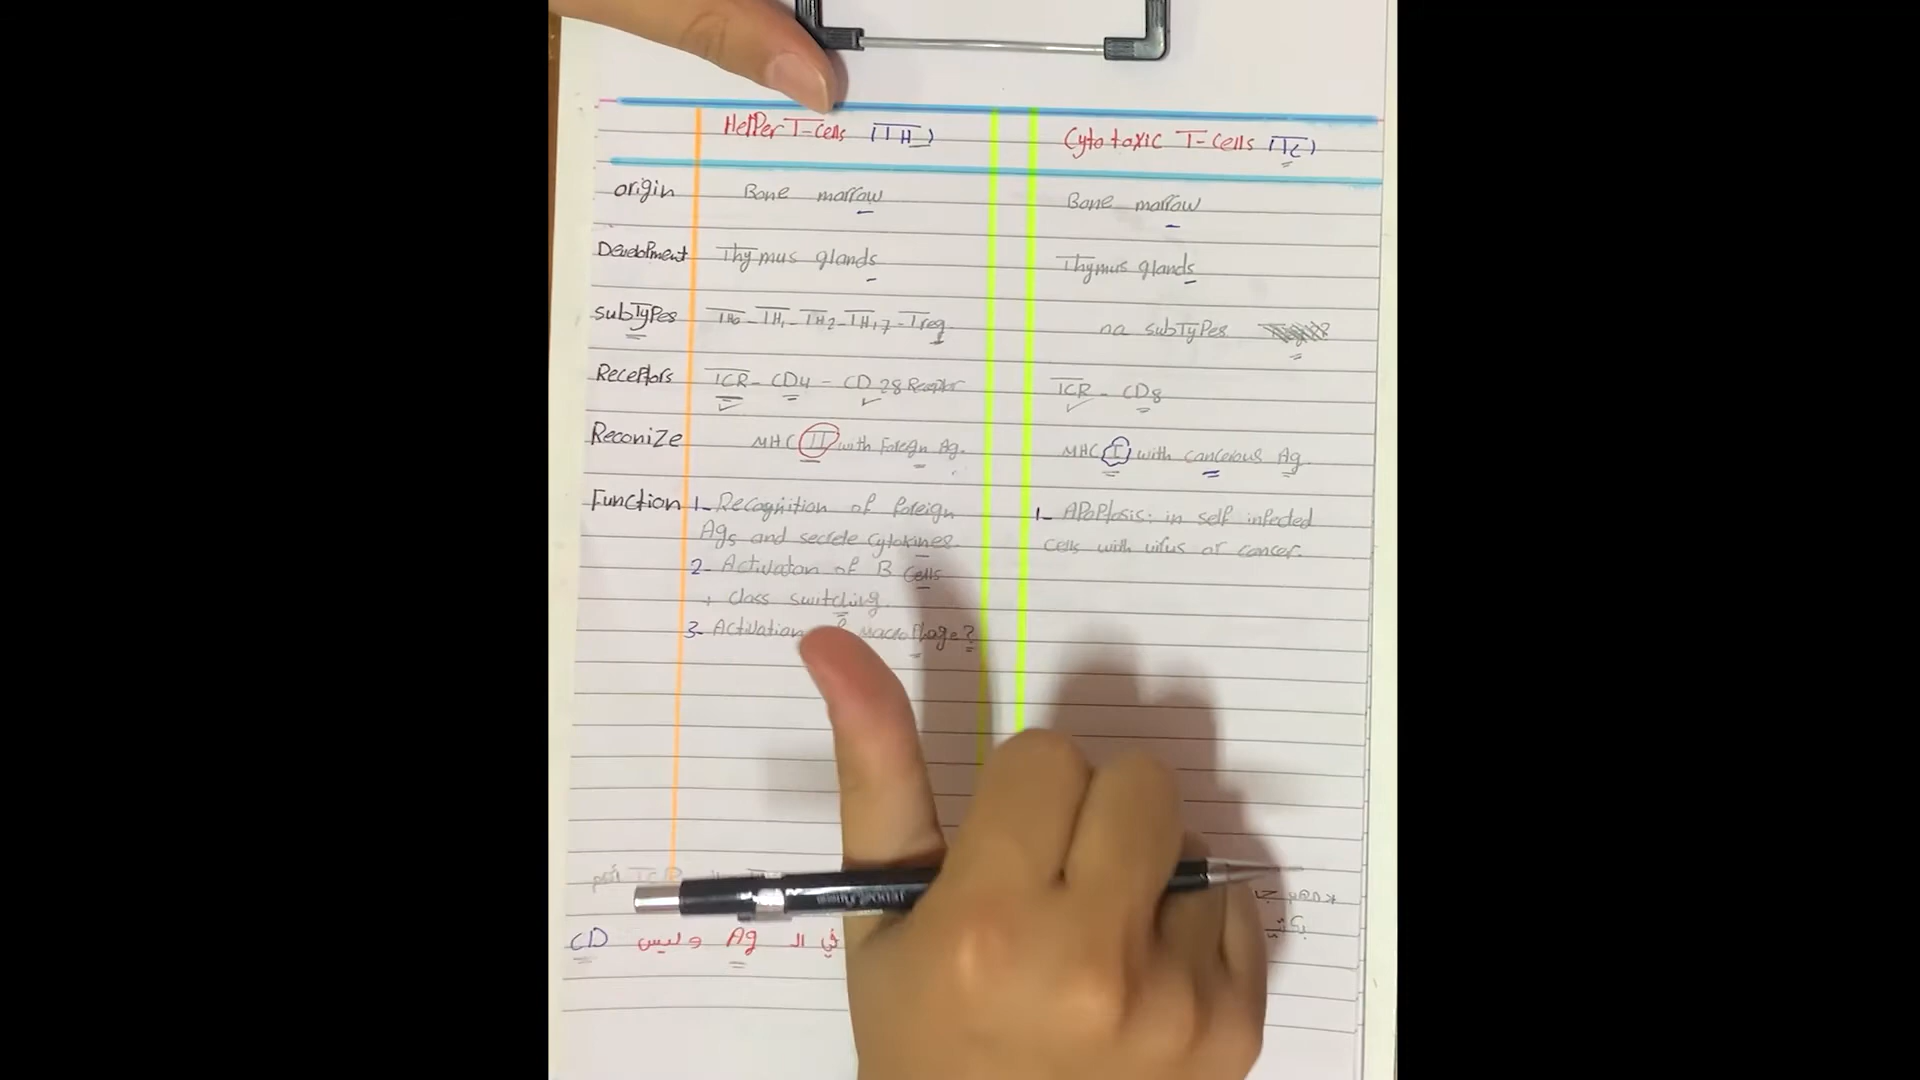 Helper T-cells (TH) Cytotoxic T-cells (Tc)
origin Bone marrow Bone marrow
Development Thymus glands Thymus glands
subTypes TH0 - TH1 - TH2 - TH17 - Treg no subTypes
Receptors TCR - CD4 - CD28 Receptor TCR - CD8
Reconize MHC II with Foreign Ag. MHC I with cancerous Ag
Function 1- Recognition of foreign 1- APoptosis: in self infected
Ags and secrete cytokines. cells with virus or cancer.
2- Activaton of B cells
+ class switching.
3- Activation of Macrophage?
TCR
في الـ Ag وليس CD